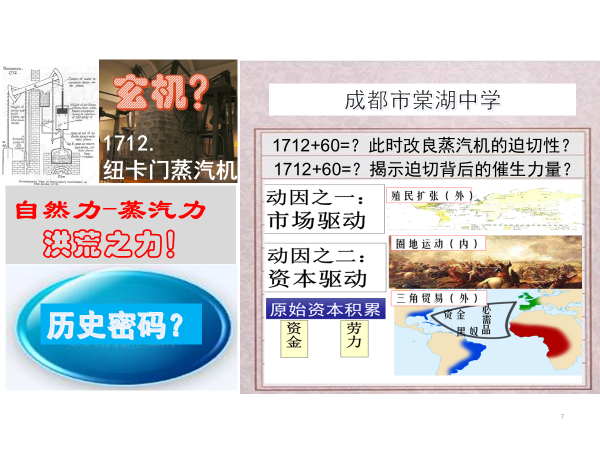 玄机？
1712.
纽卡门蒸汽机
自然力-蒸汽力
洪荒之力！
历史密码？
成都市棠湖中学
1712+60=？此时改良蒸汽机的迫切性？
1712+60=？揭示迫切背后的催生力量？
动因之一：
市场驱动
殖民扩张（外）
动因之二：
资本驱动
圈地运动（内）
原始资本积累
资金
劳力
三角贸易（外）
资金
必需品
黑奴
7